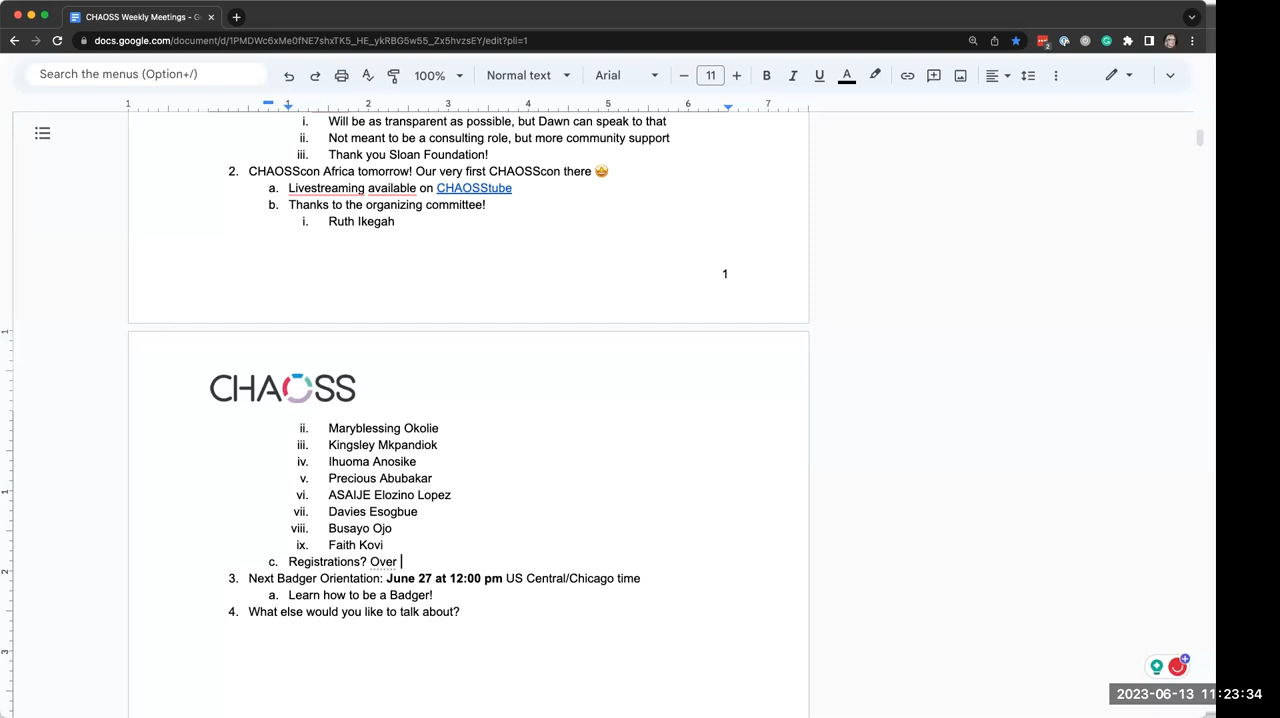 CHAOSS Weekly Meetings - G
docs.google.com/document/d/1PMDWc6xMe0fNE7shxTK5_HE_ykRBG5w55_Zx5hvzsEY/edit?pli=1
Search the menus (Option+/)
100%
Normal text
Arial
11
B I U A
1 1 2 3 4 5 6 7
i. Will be as transparent as possible, but Dawn can speak to that
ii. Not meant to be a consulting role, but more community support
iii. Thank you Sloan Foundation!
2. CHAOSScon Africa tomorrow! Our very first CHAOSScon there 🤩
a. Livestreaming available on CHAOSStube
b. Thanks to the organizing committee!
i. Ruth Ikegah
1
CHAOSS
ii. Maryblessing Okolie
iii. Kingsley Mkpandiok
iv. Ihuoma Anosike
v. Precious Abubakar
vi. ASAIJE Elozino Lopez
vii. Davies Esogbue
viii. Busayo Ojo
ix. Faith Kovi
c. Registrations? Over
3. Next Badger Orientation: June 27 at 12:00 pm US Central/Chicago time
a. Learn how to be a Badger!
4. What else would you like to talk about?
2023-06-13 11:23:34